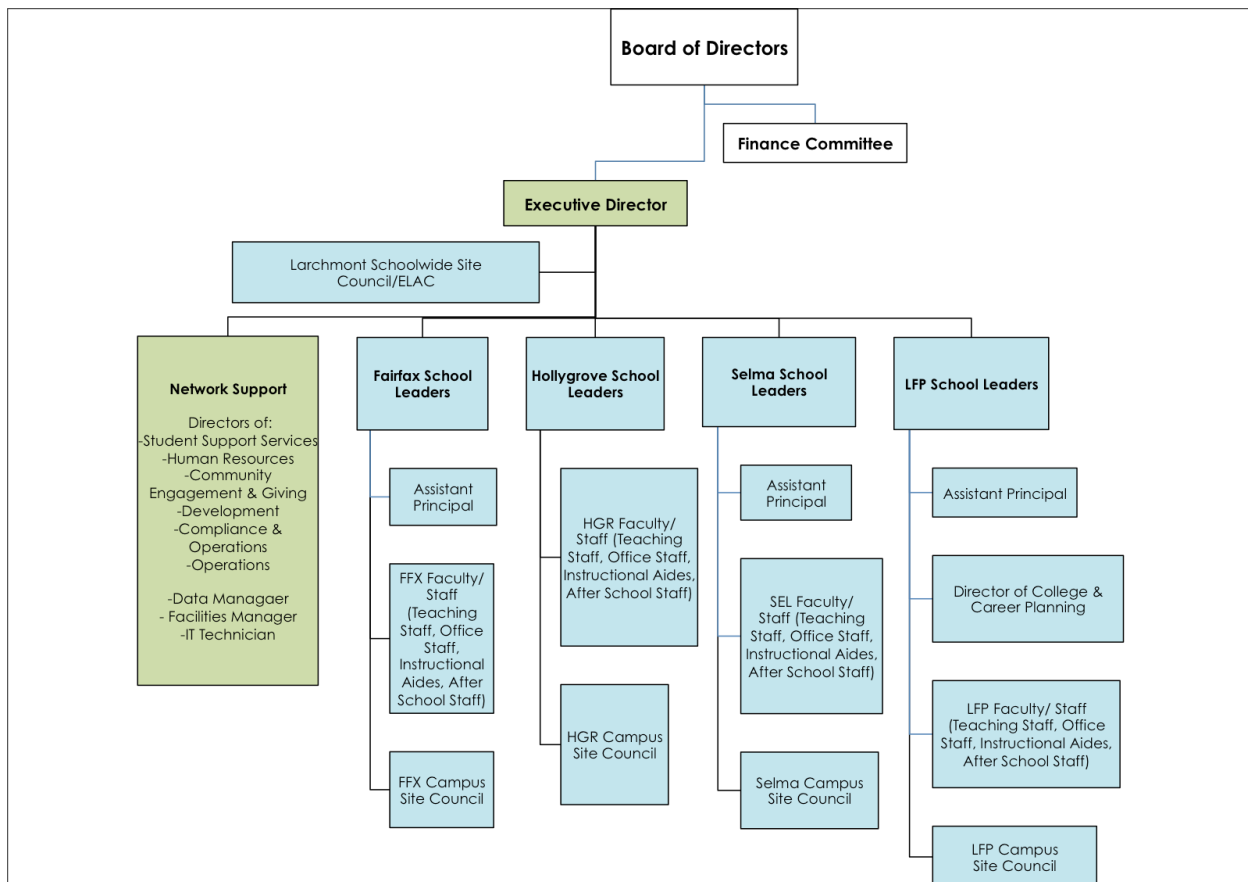 Board of Directors
Finance Committee
Executive Director
Larchmont Schoolwide Site
Council/ELAC
Network Support
Directors of:
-Student Support Services
-Human Resources
-Community
Engagement & Giving
-Development
-Compliance &
Operations
-Operations
-Data Managaer
- Facilities Manager
-IT Technician
Fairfax School
Leaders
Assistant
Principal
FFX Faculty/
Staff
(Teaching
Staff, Office
Staff,
Instructional
Aides, After
School Staff)
FFX Campus
Site Council
Hollygrove School
Leaders
HGR Faculty/
Staff (Teaching
Staff, Office Staff,
Instructional Aides,
After School Staff)
HGR Campus
Site Council
Selma School
Leaders
Assistant
Principal
SEL Faculty/
Staff (Teaching
Staff, Office Staff,
Instructional Aides,
After School Staff)
Selma Campus
Site Council
LFP School Leaders
Assistant Principal
Director of College &
Career Planning
LFP Faculty/ Staff
(Teaching Staff, Office
Staff, Instructional Aides,
After School Staff)
LFP Campus
Site Council